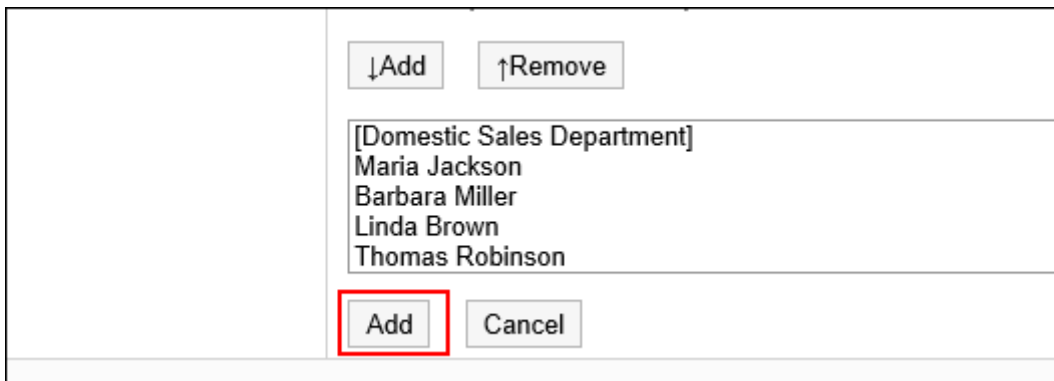 ↓Add ↑Remove
[Domestic Sales Department]
Maria Jackson
Barbara Miller
Linda Brown
Thomas Robinson
Add Cancel